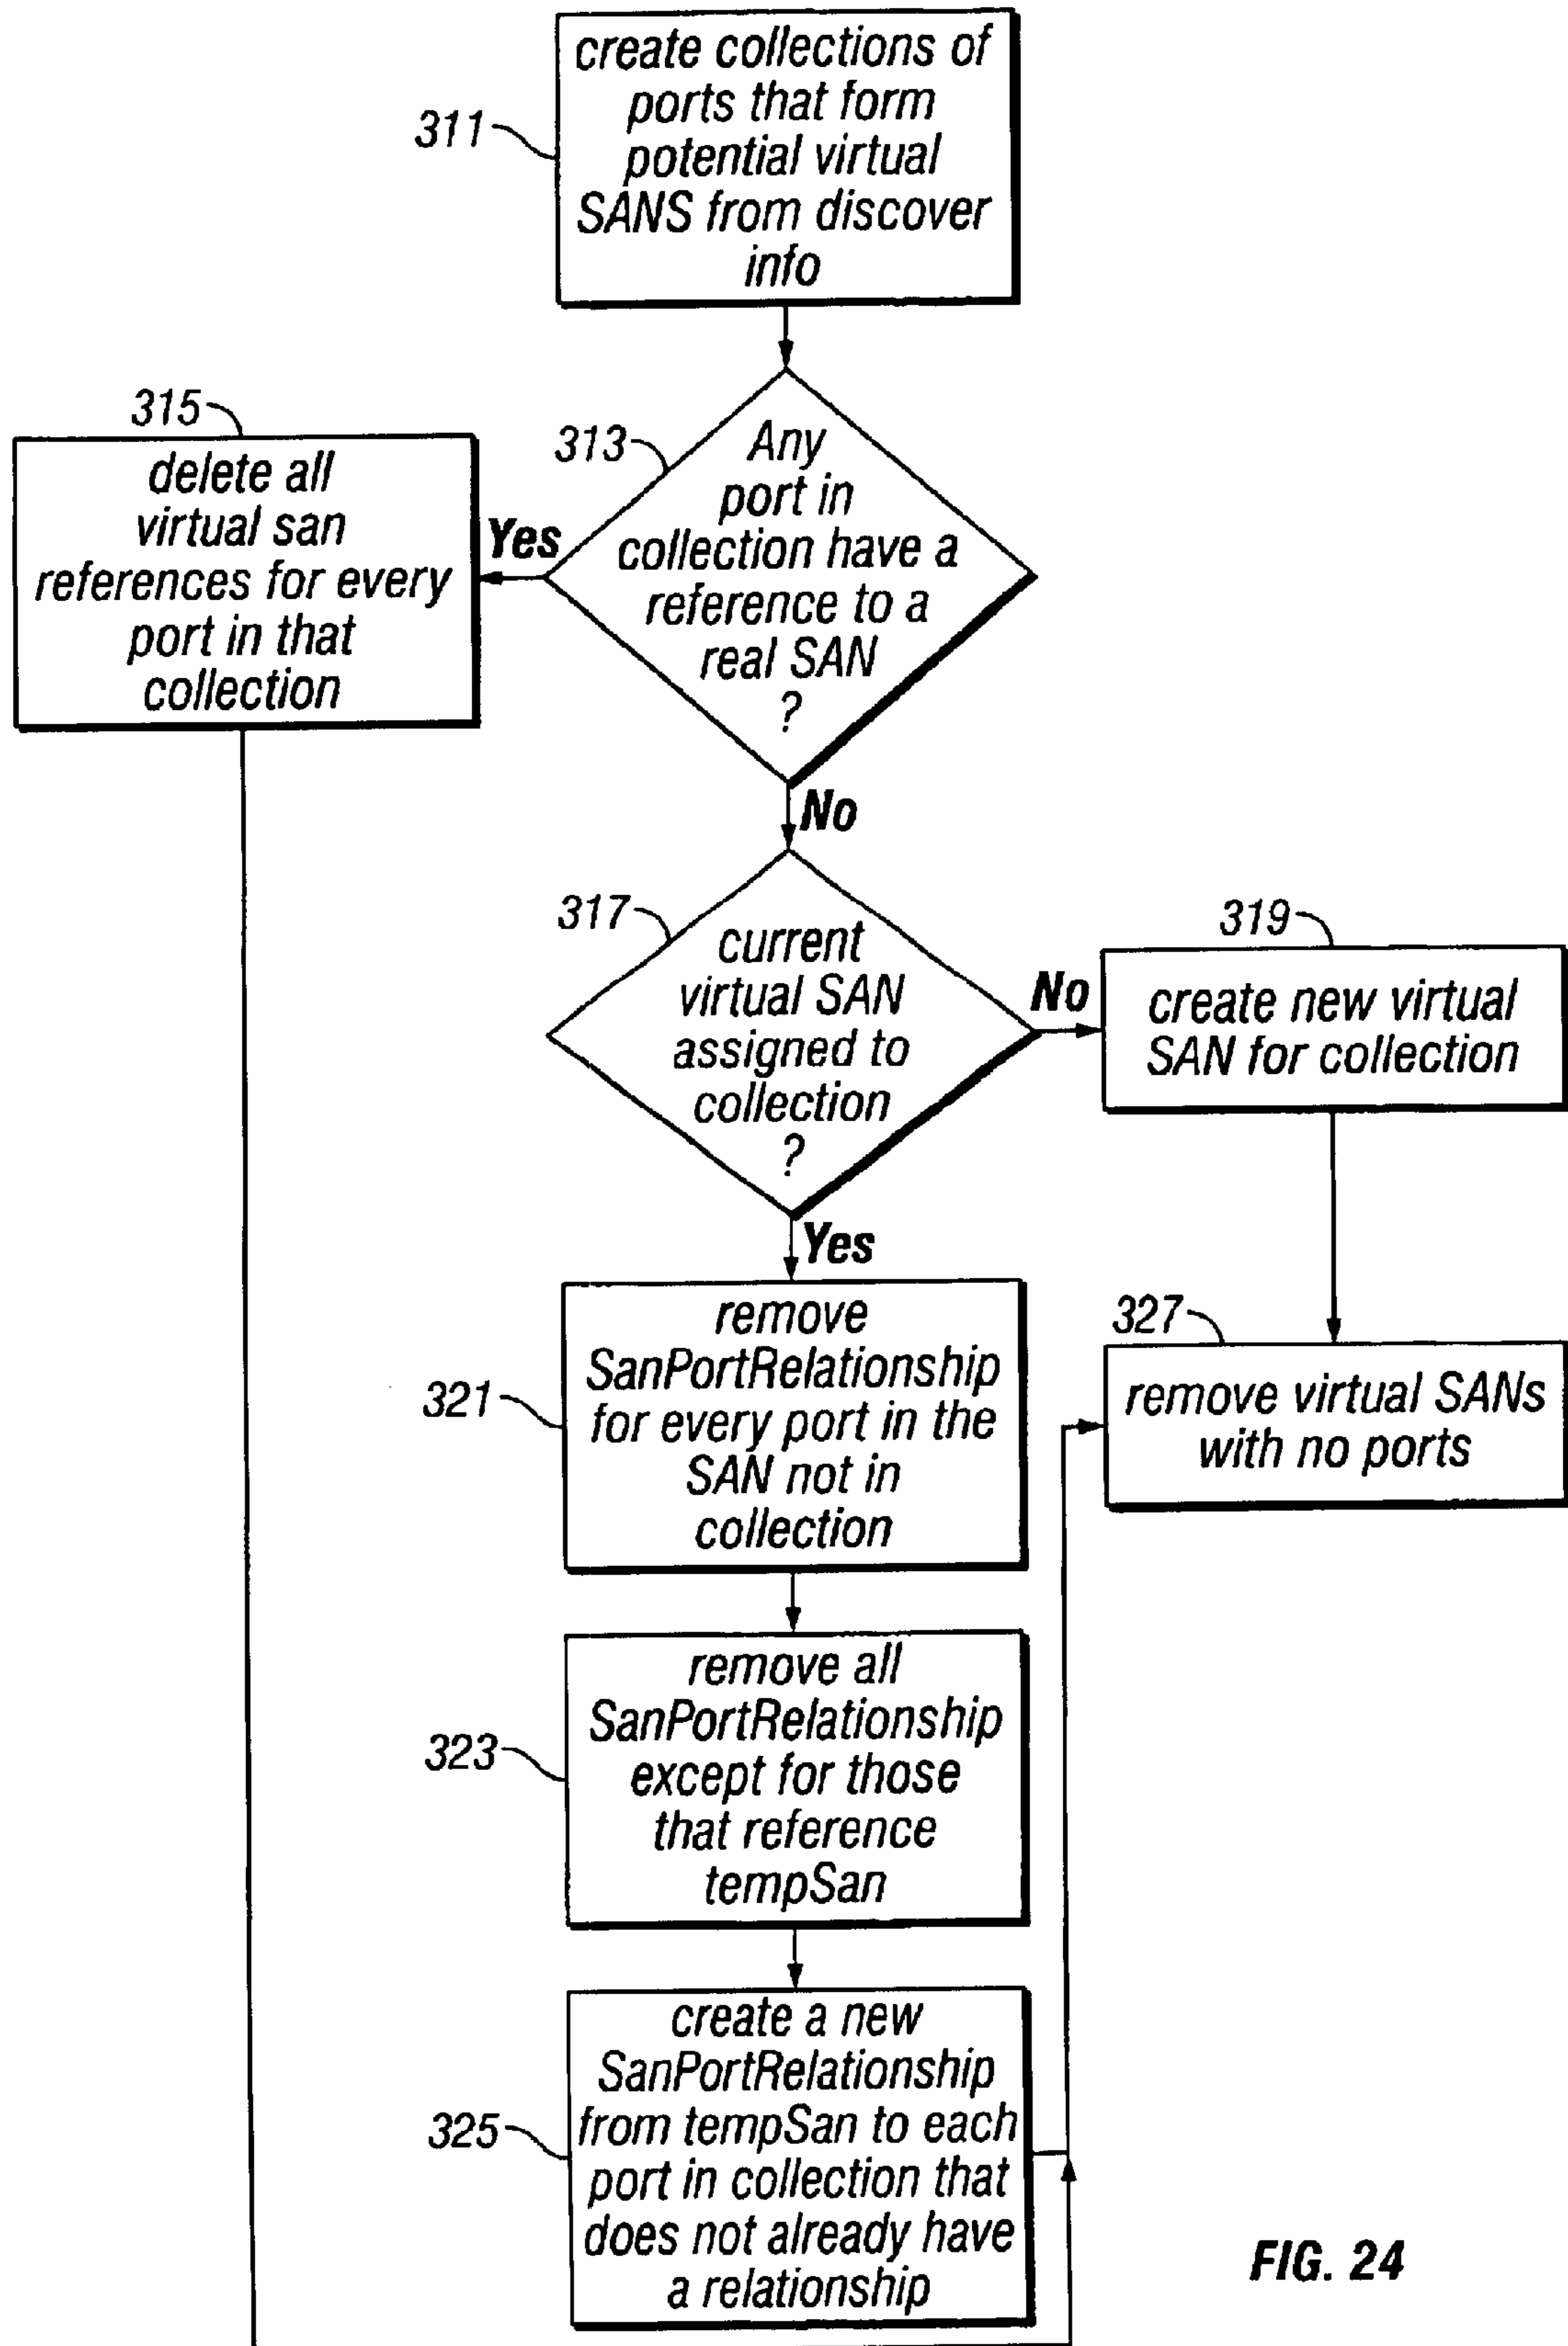 311
create collections of
ports that form
potential virtual
SANS from discover
info
313
Any
port in
collection have a
reference to a
real SAN
?
Yes
315
delete all
virtual san
references for every
port in that
collection
No
317
current
virtual SAN
assigned to
collection
?
No
319
create new virtual
SAN for collection
Yes
321
remove
SanPortRelationship
for every port in the
SAN not in
collection
327
remove virtual SANs
with no ports
323
remove all
SanPortRelationship
except for those
that reference
tempSan
325
create a new
SanPortRelationship
from tempSan to each
port in collection that
does not already have
a relationship
FIG. 24